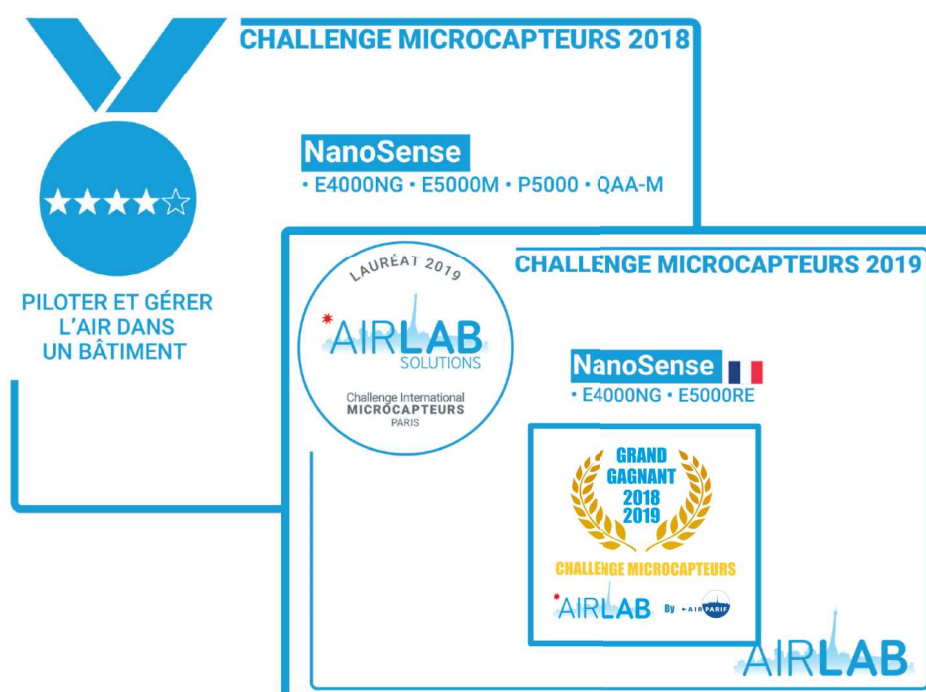 CHALLENGE MICROCAPTEURS 2018
NanoSense
• E4000NG • E5000M • P5000 • QAA-M
PILOTER ET GÉRER
L'AIR DANS
UN BÂTIMENT
LAURÉAT 2019
AIRLAB
SOLUTIONS
Challenge International
MICROCAPTEURS
PARIS
CHALLENGE MICROCAPTEURS 2019
NanoSense
• E4000NG • E5000RE
GRAND
GAGNANT
2018
2019
CHALLENGE MICROCAPTEURS
AIRLAB By AIRPARIF
AIRLAB